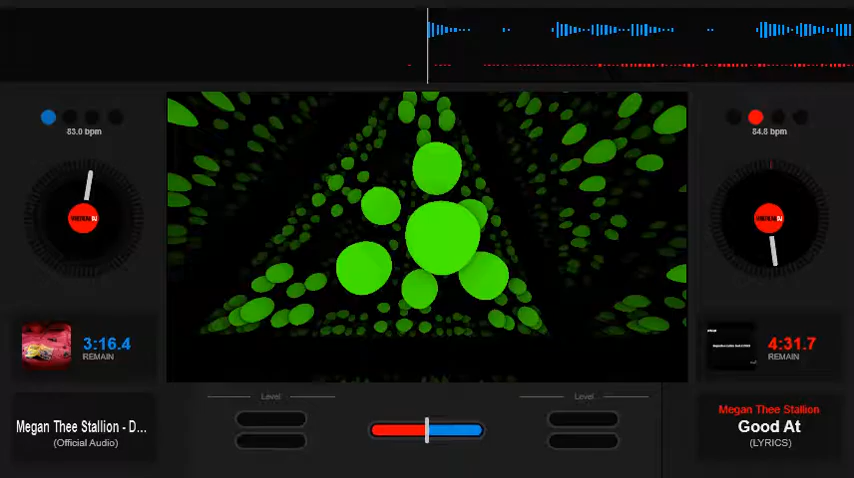 83.0 bpm
84.8 bpm
3:16.4
REMAIN
4:31.7
REMAIN
Level
Level
Megan Thee Stallion - D...
(Official Audio)
Megan Thee Stallion
Good At
(LYRICS)